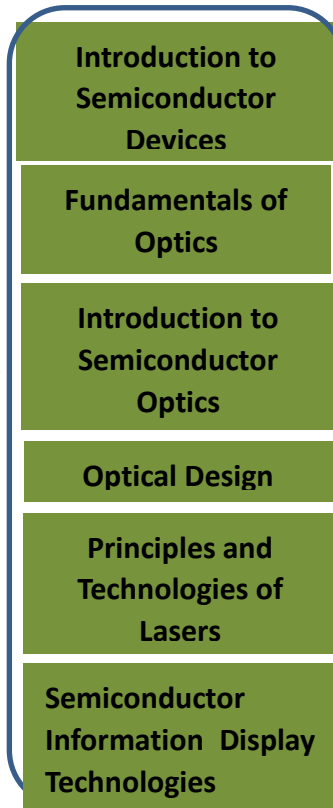 Introduction to
Semiconductor
Devices
Fundamentals of
Optics
Introduction to
Semiconductor
Optics
Optical Design
Principles and
Technologies of
Lasers
Semiconductor
Information Display
Technologies